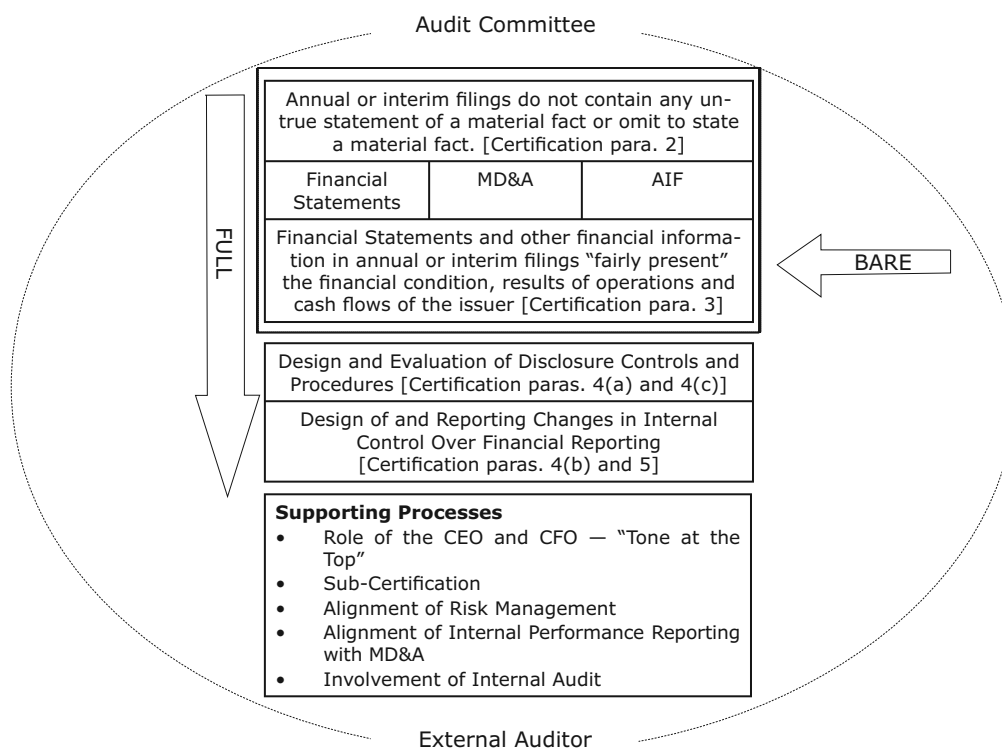 Audit Committee
Annual or interim filings do not contain any un-
true statement of a material fact or omit to state
a material fact. [Certification para. 2]
Financial
Statements
MD&A
AIF
Financial Statements and other financial informa-
tion in annual or interim filings “fairly present”
the financial condition, results of operations and
cash flows of the issuer [Certification para. 3]
FULL
BARE
Design and Evaluation of Disclosure Controls and
Procedures [Certification paras. 4(a) and 4(c)]
Design of and Reporting Changes in Internal
Control Over Financial Reporting
[Certification paras. 4(b) and 5]
Supporting Processes
• Role of the CEO and CFO — “Tone at the
Top”
• Sub-Certification
• Alignment of Risk Management
• Alignment of Internal Performance Reporting
with MD&A
• Involvement of Internal Audit
External Auditor